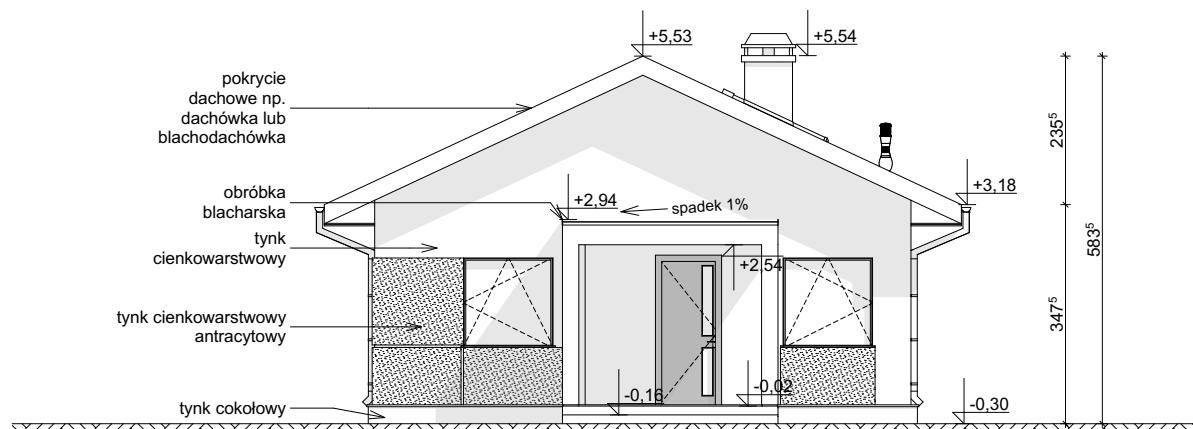 +5,53
+5,54
pokrycie
dachowe np.
dachówka lub
blachodachówka
235⁵
+3,18
obróbka
blacharska
+2,94
spadek 1%
tynk
cienkowarstwowy
+2,54
583⁵
347⁵
tynk cienkowarstwowy
antracytowy
-0,16
-0,02
tynk cokołowy
-0,30